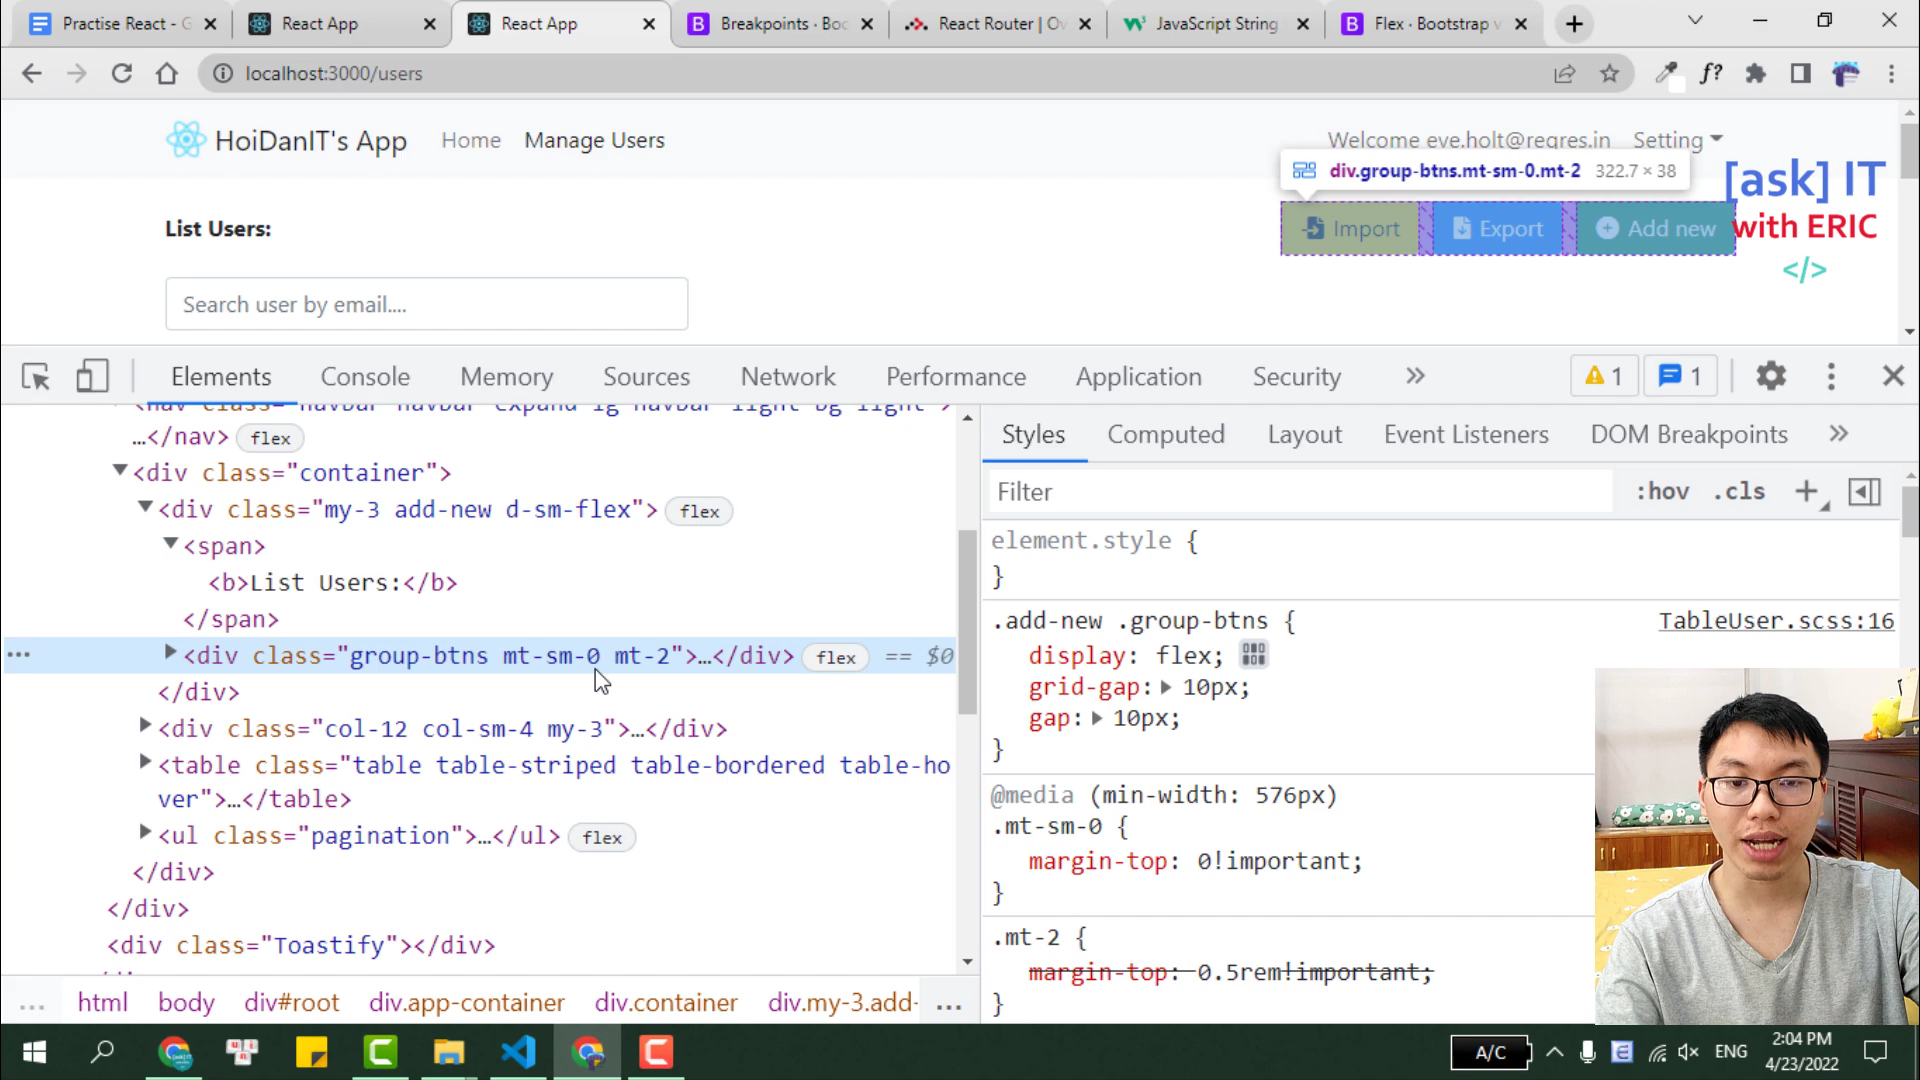 Practise React - G
React App
React App
Breakpoints · Boo
React Router | Ov
JavaScript String
Flex · Bootstrap v
localhost:3000/users
f?
HoiDanIT's App
Home
Manage Users
Welcome eve.holt@reqres.in
Setting
div.group-btns.mt-sm-0.mt-2 322.7 × 38
[ask] IT
with ERIC
</>
List Users:
Import
Export
Add new
Search user by email....
Elements
Console
Memory
Sources
Network
Performance
Application
Security
1
1
<nav class="navbar navbar-expand-lg navbar-light bg-light">
…</nav> flex
<div class="container">
<div class="my-3 add-new d-sm-flex"> flex
<span>
<b>List Users:</b>
</span>
<div class="group-btns mt-sm-0 mt-2">…</div> flex == $0
</div>
<div class="col-12 col-sm-4 my-3">…</div>
<table class="table table-striped table-bordered table-ho
ver">…</table>
<ul class="pagination">…</ul> flex
</div>
</div>
<div class="Toastify"></div>
… html body div#root div.app-container div.container div.my-3.add- …
Styles
Computed
Layout
Event Listeners
DOM Breakpoints
Filter
:hov
.cls
element.style {
}
.add-new .group-btns {
TableUser.scss:16
display: flex;
grid-gap: 10px;
gap: 10px;
}
@media (min-width: 576px)
.mt-sm-0 {
margin-top: 0!important;
}
.mt-2 {
margin-top: 0.5rem!important;
}
A/C
ENG
2:04 PM
4/23/2022